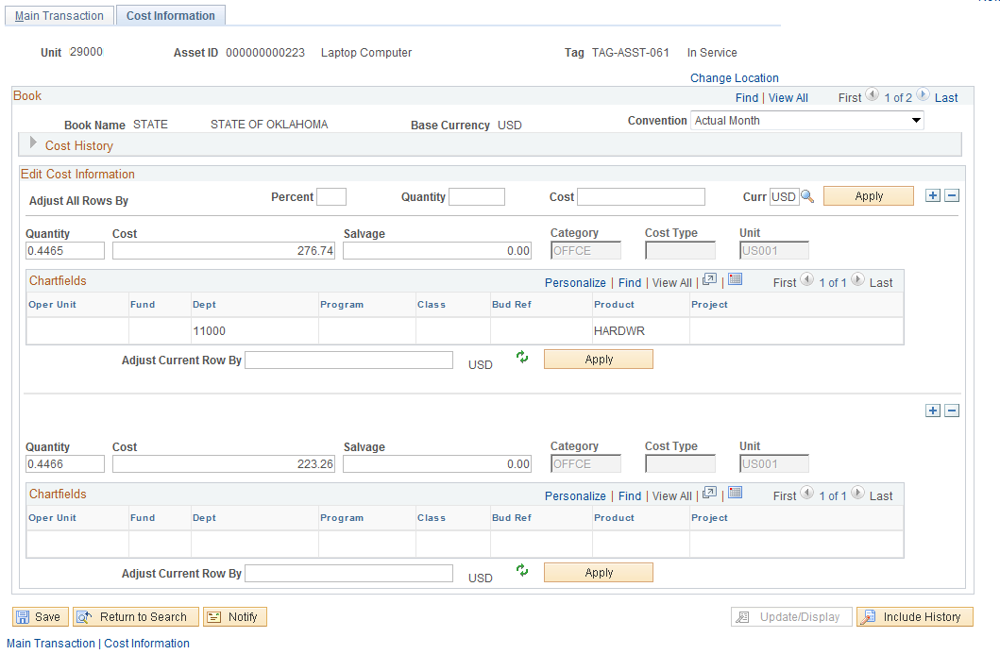 Main Transaction Cost Information
Unit 29000 Asset ID 000000000223 Laptop Computer Tag TAG-ASST-061 In Service
Change Location
Book Find | View All First 1 of 2 Last
Book Name STATE STATE OF OKLAHOMA Base Currency USD Convention Actual Month
Cost History
Edit Cost Information
Adjust All Rows By Percent Quantity Cost Curr USD Apply
Quantity Cost Salvage Category Cost Type Unit
0.4465 276.74 0.00 OFFCE US001
Chartfields Personalize | Find | View All | | First 1 of 1 Last
Oper Unit Fund Dept Program Class Bud Ref Product Project
11000 HARDWR
Adjust Current Row By USD Apply
Quantity Cost Salvage Category Cost Type Unit
0.4466 223.26 0.00 OFFCE US001
Chartfields Personalize | Find | View All | | First 1 of 1 Last
Oper Unit Fund Dept Program Class Bud Ref Product Project
Adjust Current Row By USD Apply
Save Return to Search Notify Update/Display Include History
Main Transaction | Cost Information